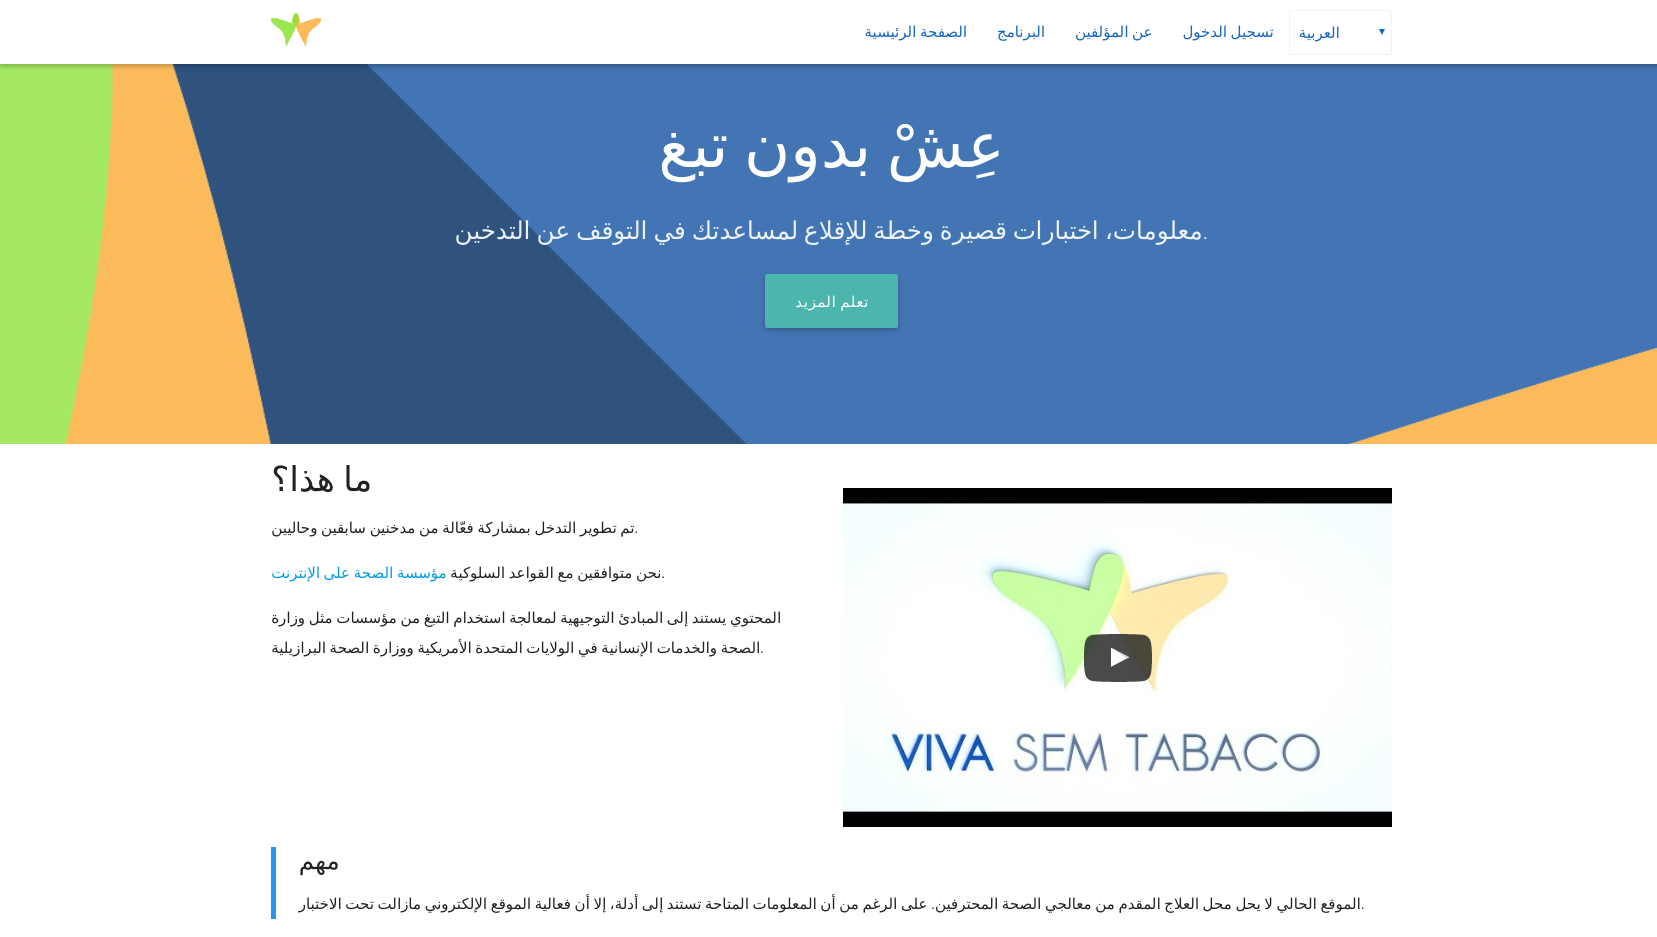 الصفحة الرئيسية
البرنامج
عن المؤلفين
تسجيل الدخول
العربية
عِشْ بدون تبغ
معلومات، اختبارات قصيرة وخطة للإقلاع لمساعدتك في التوقف عن التدخين.
تعلم المزيد
ما هذا؟
تم تطوير التدخل بمشاركة فعّالة من مدخنين سابقين وحاليين.
نحن متوافقين مع القواعد السلوكية مؤسسة الصحة على الإنترنت.
المحتوي يستند إلى المبادئ التوجيهية لمعالجة استخدام التبغ من مؤسسات مثل وزارة
الصحة والخدمات الإنسانية في الولايات المتحدة الأمريكية ووزارة الصحة البرازيلية.
VIVA SEM TABACO
مهم
الموقع الحالي لا يحل محل العلاج المقدم من معالجي الصحة المحترفين. على الرغم من أن المعلومات المتاحة تستند إلى أدلة، إلا أن فعالية الموقع الإلكتروني مازالت تحت الاختبار.